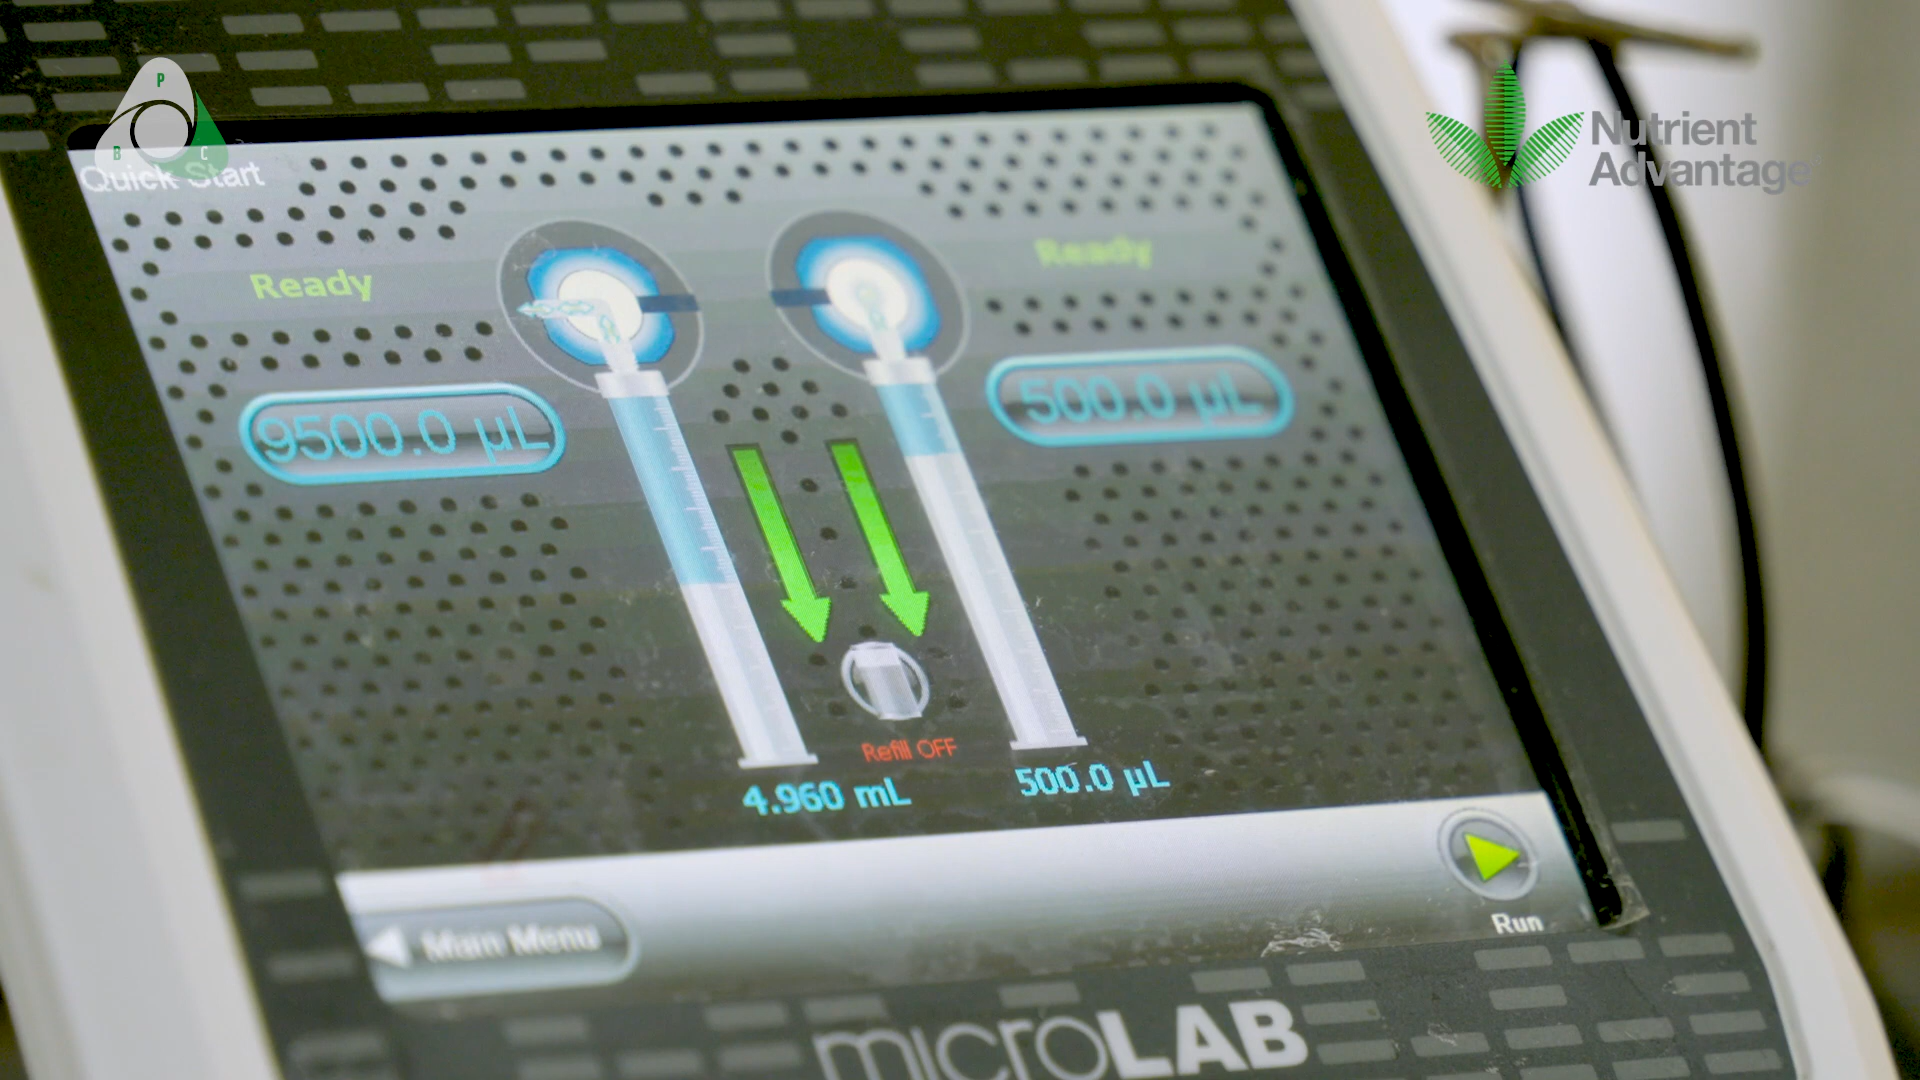 P
B C
Quick Start
Nutrient
Advantage
Ready
Ready
9500.0 µL
500.0 µL
Refill OFF
4.960 mL
500.0 µL
Main Menu
Run
microLAB